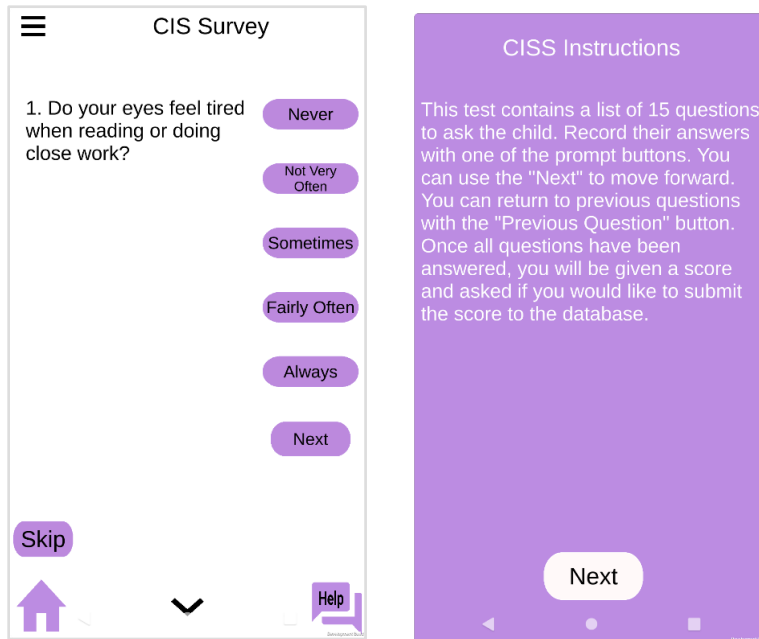 CIS Survey
1. Do your eyes feel tired
when reading or doing
close work?
Never
Not Very
Often
Sometimes
Fairly Often
Always
Next
Skip
Help
Development Build
CISS Instructions
This test contains a list of 15 questions
to ask the child. Record their answers
with one of the prompt buttons. You
can use the "Next" to move forward.
You can return to previous questions
with the "Previous Question" button.
Once all questions have been
answered, you will be given a score
and asked if you would like to submit
the score to the database.
Next